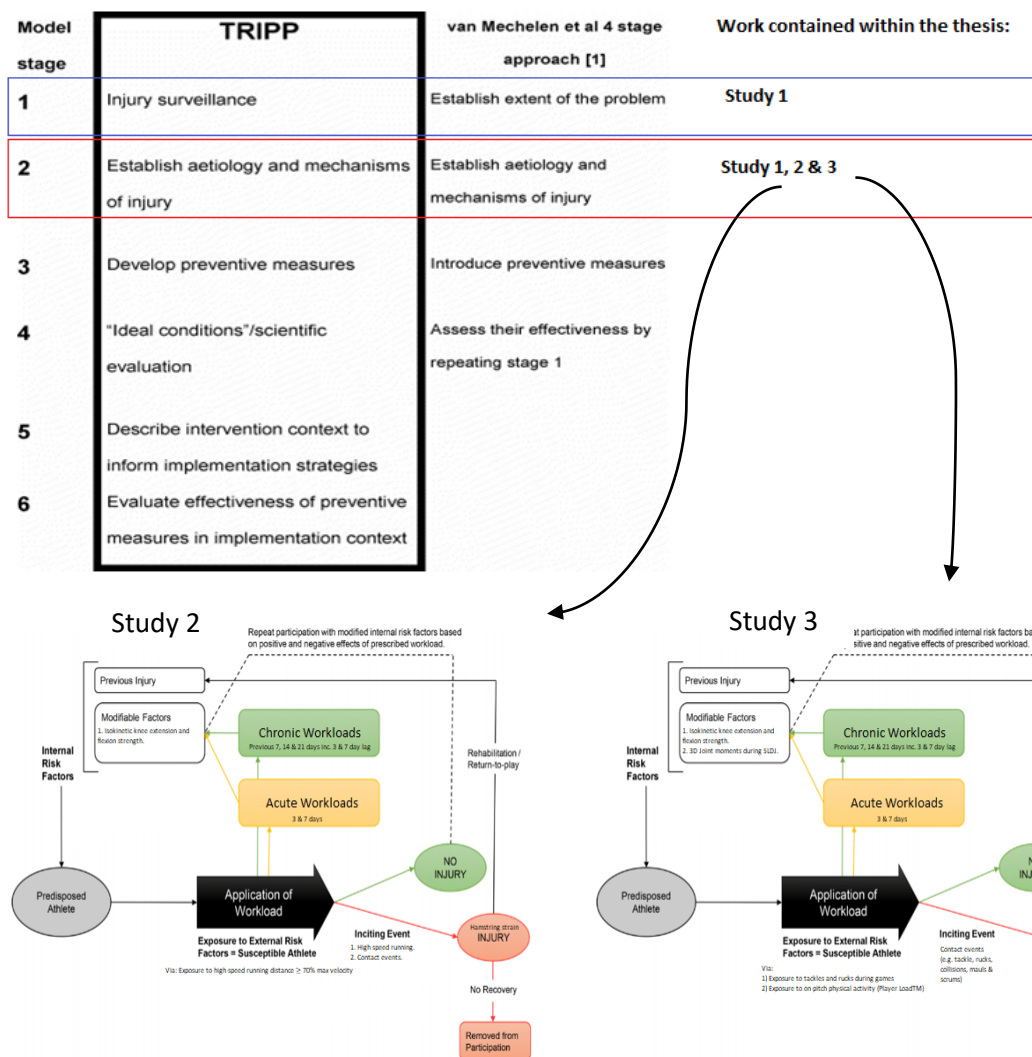 Model
stage
TRIPP
van Mechelen et al 4 stage
approach [1]
Work contained within the thesis:
1
Injury surveillance
Establish extent of the problem
Study 1
2
Establish aetiology and mechanisms
of injury
Establish aetiology and
mechanisms of injury
Study 1, 2 & 3
3
Develop preventive measures
Introduce preventive measures
4
“Ideal conditions”/scientific
evaluation
Assess their effectiveness by
repeating stage 1
5
Describe intervention context to
inform implementation strategies
6
Evaluate effectiveness of preventive
measures in implementation context
Study 2
Repeat participation with modified internal risk factors based
on positive and negative effects of prescribed workload.
Previous Injury
Modifiable Factors
1. Isokinetic knee extension and
flexion strength.
Internal
Risk
Factors
Chronic Workloads
Previous 7, 14 & 21 days inc. 3 & 7 day lag
Acute Workloads
3 & 7 days
Rehabilitation /
Return-to-play
Predisposed
Athlete
Application of
Workload
NO
INJURY
Exposure to External Risk
Factors = Susceptible Athlete
Via: Exposure to high speed running distance ≥ 70% max velocity
Inciting Event
1. High speed running.
2. Contact events.
Hamstring strain
INJURY
No Recovery
Removed from
Participation
Study 3
at participation with modified internal risk factors ba
sitive and negative effects of prescribed workload.
Previous Injury
Modifiable Factors
1. Isokinetic knee extension and
flexion strength.
2. 3D Joint moments during SLDJ.
Internal
Risk
Factors
Chronic Workloads
Previous 7, 14 & 21 days inc. 3 & 7 day lag
Acute Workloads
3 & 7 days
Predisposed
Athlete
Application of
Workload
N
INJ
Exposure to External Risk
Factors = Susceptible Athlete
Via:
1) Exposure to tackles and rucks during games
2) Exposure to on pitch physical activity (Player LoadTM)
Inciting Event
Contact events
(e.g. tackle, rucks,
collisions, mauls &
scrums)